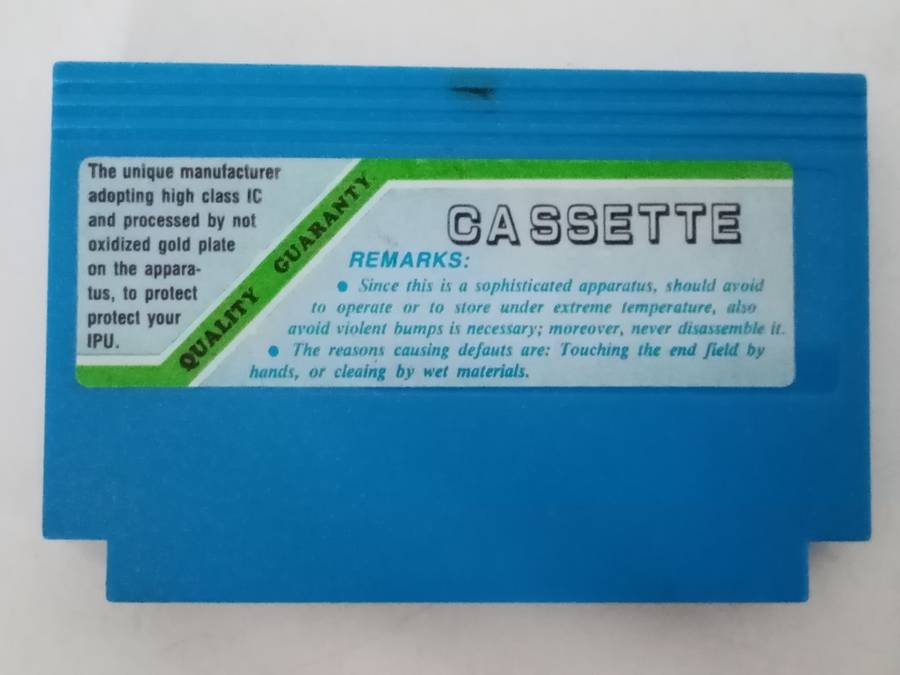 The unique manufacturer
adopting high class IC
and processed by not
oxidized gold plate
on the appara-
tus, to protect
protect your
IPU.
QUALITY GUARANTY
CASSETTE
REMARKS:
● Since this is a sophisticated apparatus, should avoid
to operate or to store under extreme temperature, also
avoid violent bumps is necessary; moreover, never disassemble it.
● The reasons causing defauts are: Touching the end field by
hands, or cleaing by wet materials.